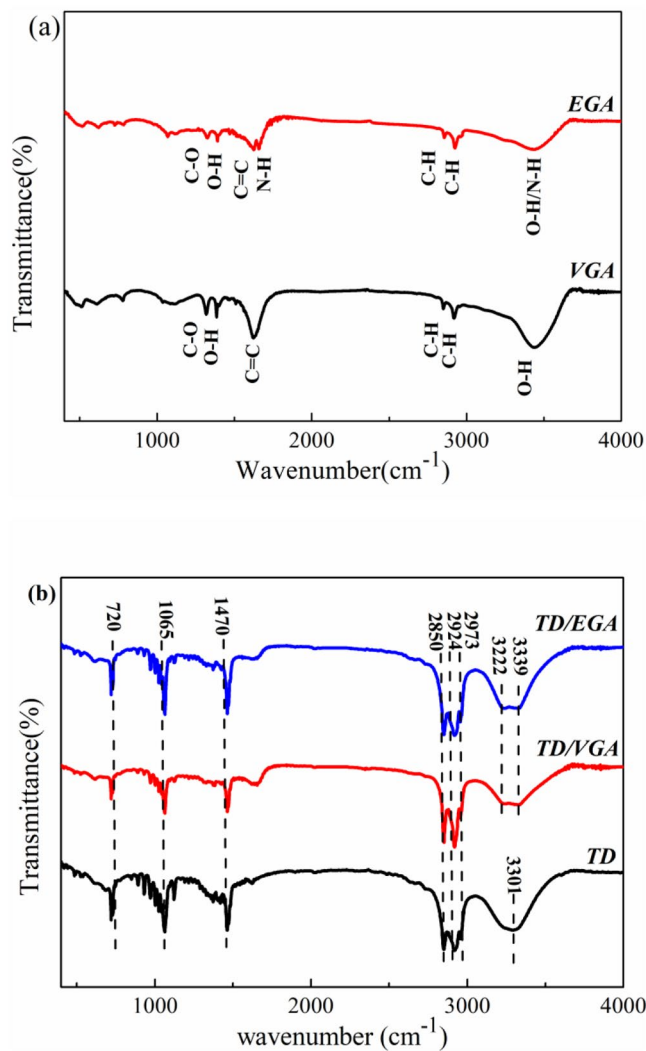 (a)
Transmittance(%)
EGA
C-O
O-H
C=C
N-H
C-H
C-H
H-N/H-O
VGA
C-O
O-H
C=C
C-H
C-H
H-O
1000
2000
3000
4000
Wavenumber(cm⁻¹)
(b)
Transmittance(%)
720
1065
1470
2850
2924
2973
3222
3339
TD/EGA
TD/VGA
TD
3301
1000
2000
3000
4000
wavenumber (cm⁻¹)